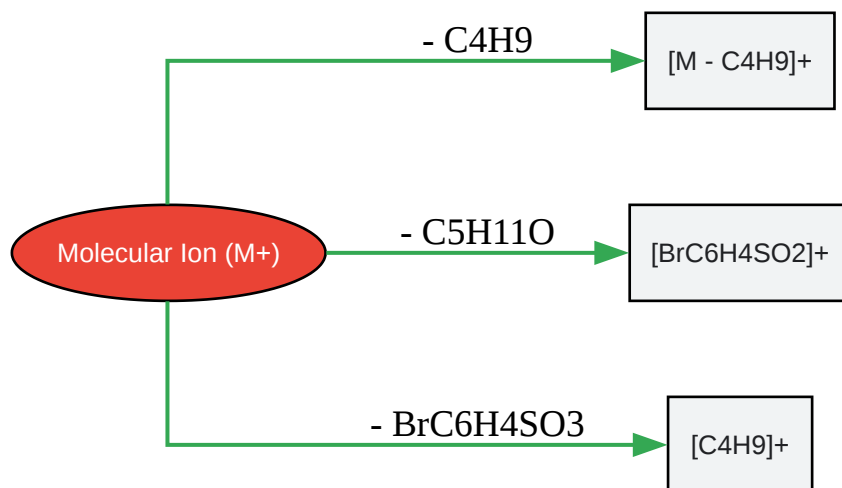 - C4H9
[M - C4H9]+
Molecular Ion (M+)
- C5H11O
[BrC6H4SO2]+
- BrC6H4SO3
[C4H9]+